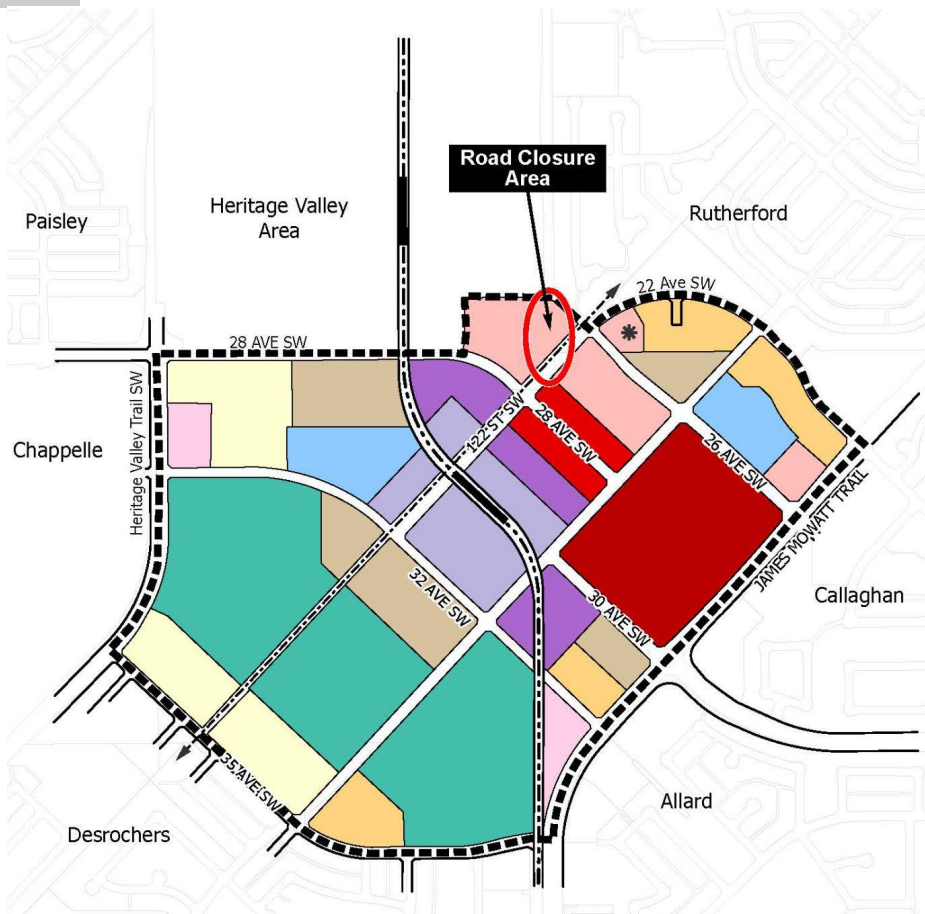 Road Closure
Area
Heritage Valley
Area
Paisley
Rutherford
22 Ave SW
28 AVE SW
Heritage Valley Trail SW
Chappelle
122 ST SW
28 AVE SW
26 AVE SW
JAMES MOWATT TRAIL
Callaghan
32 AVE SW
30 AVE SW
35 AVE SW
Allard
Desrochers